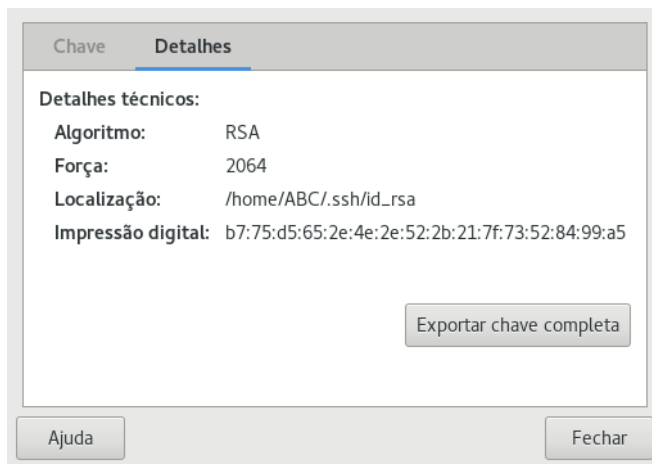 Chave Detalhes
Detalhes técnicos:
Algoritmo: RSA
Força: 2064
Localização: /home/ABC/.ssh/id_rsa
Impressão digital: b7:75:d5:65:2e:4e:2e:52:2b:21:7f:73:52:84:99:a5
Exportar chave completa
Ajuda Fechar